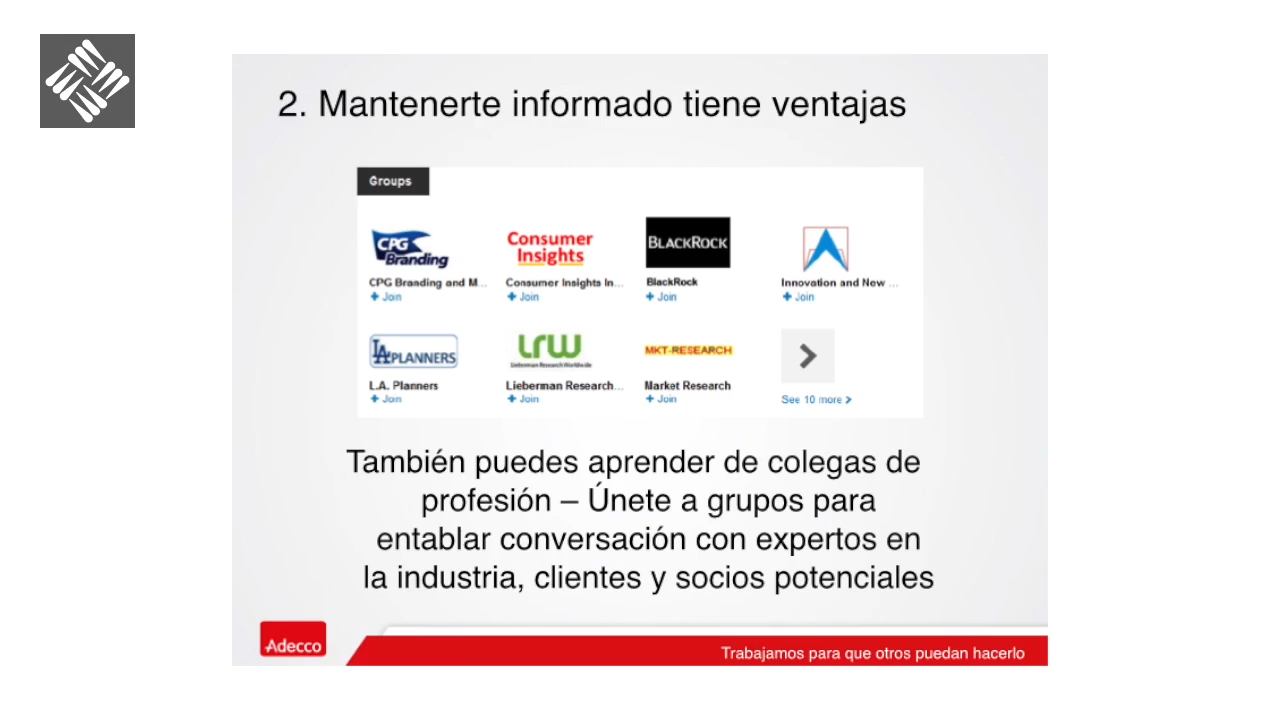 2. Mantenerte informado tiene ventajas
Groups
CPG Branding
Consumer Insights
BLACKROCK
CPG Branding and M...
Consumer Insights In...
BlackRock
Innovation and New ...
+ Join
+ Join
+ Join
+ Join
LA PLANNERS
LRW
Lieberman Research Worldwide
MKT-RESEARCH
L.A. Planners
Lieberman Research...
Market Research
+ Join
+ Join
+ Join
See 10 more >
También puedes aprender de colegas de
profesión – Únete a grupos para
entablar conversación con expertos en
la industria, clientes y socios potenciales
Adecco
Trabajamos para que otros puedan hacerlo